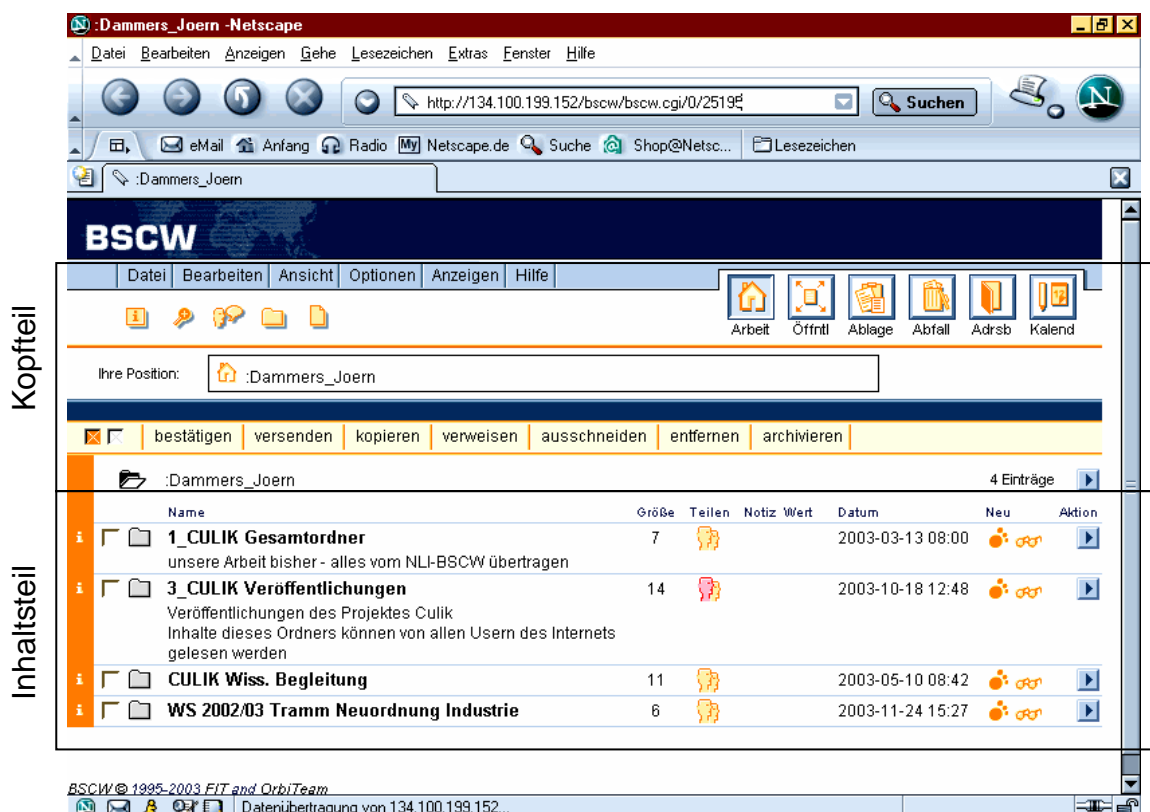 :Dammers_Joern -Netscape
Datei Bearbeiten Anzeigen Gehe Lesezeichen Extras Fenster Hilfe
http://134.100.199.152/bscw/bscw.cgi/0/25195 Suchen
eMail Anfang Radio My Netscape.de Suche Shop@Netsc... Lesezeichen
:Dammers_Joern
BSCW
Kopfteil
Datei Bearbeiten Ansicht Optionen Anzeigen Hilfe
Arbeit Öffntl Ablage Abfall Adrsb Kalend
Ihre Position: :Dammers_Joern
bestätigen versenden kopieren verweisen ausschneiden entfernen archivieren
:Dammers_Joern 4 Einträge
Inhaltsteil
Name Größe Teilen Notiz Wert Datum Neu Aktion
1_CULIK Gesamtordner 7 2003-03-13 08:00
unsere Arbeit bisher - alles vom NLI-BSCW übertragen
3_CULIK Veröffentlichungen 14 2003-10-18 12:48
Veröffentlichungen des Projektes Culik
Inhalte dieses Ordners können von allen Usern des Internets
gelesen werden
CULIK Wiss. Begleitung 11 2003-05-10 08:42
WS 2002/03 Tramm Neuordnung Industrie 6 2003-11-24 15:27
BSCW © 1995-2003 FIT and OrbiTeam
Datenübertragung von 134.100.199.152...